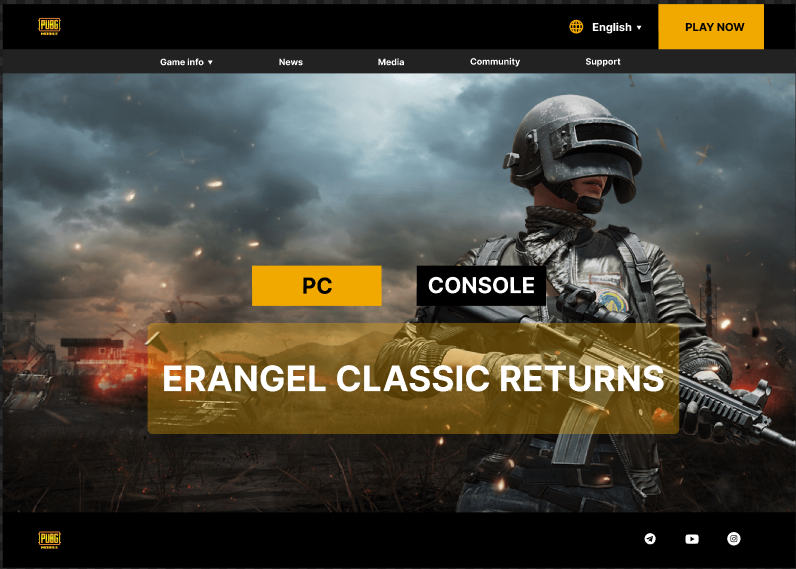 PUBG
MOBILE
English ▾
PLAY NOW
Game info ▾
News
Media
Community
Support
PC
CONSOLE
ERANGEL CLASSIC RETURNS
PUBG
MOBILE